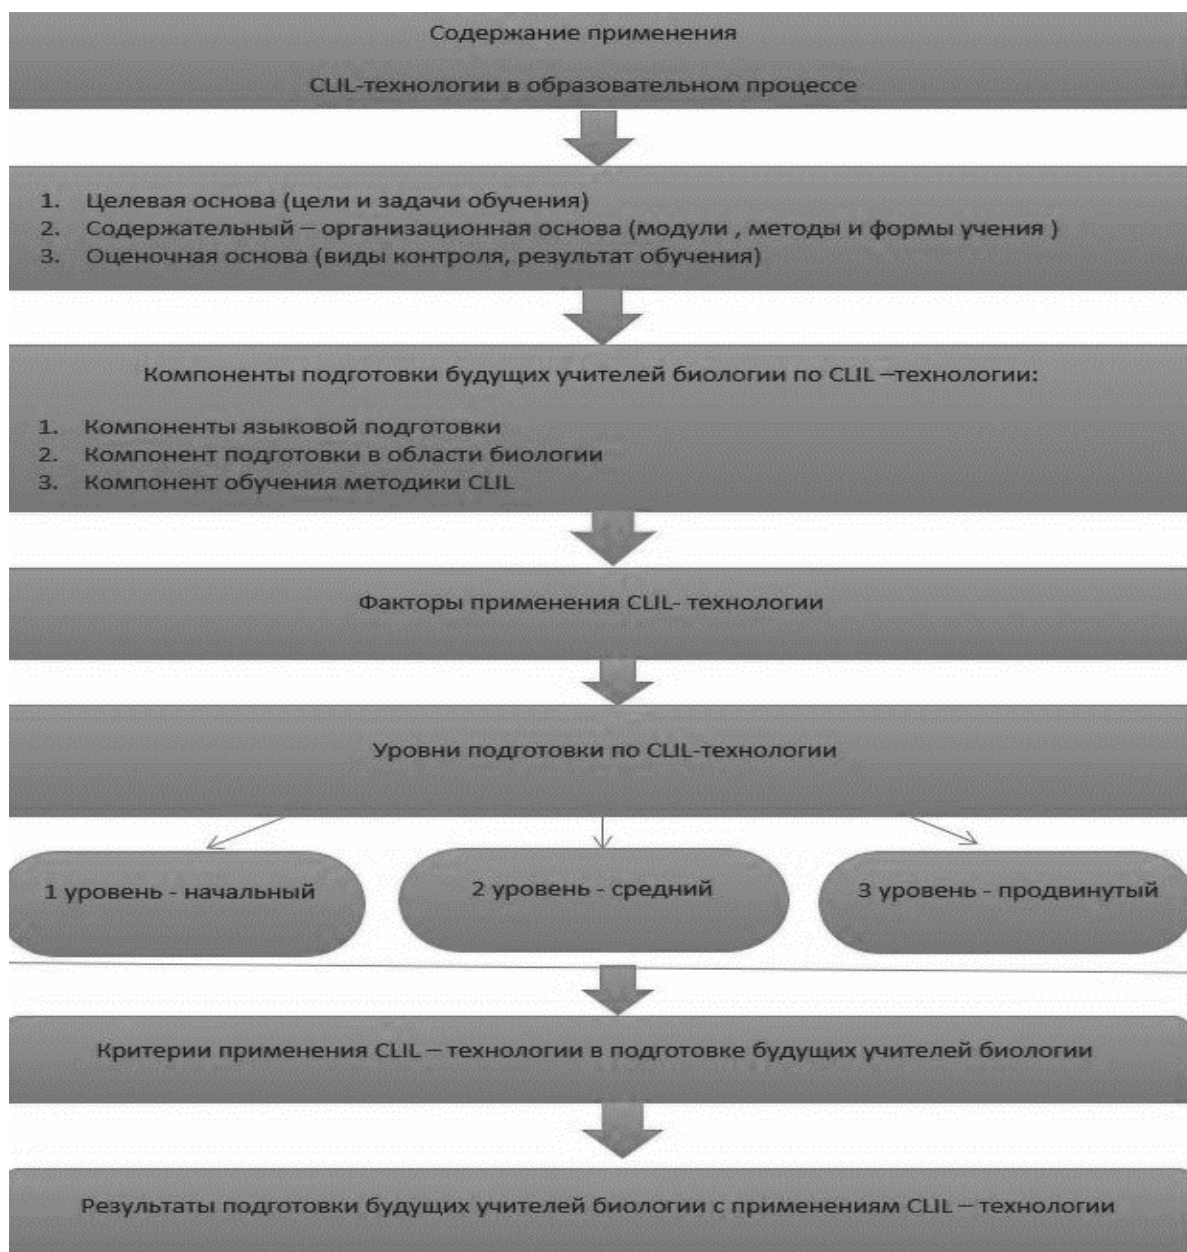 Содержание применения
CLIL-технологии в образовательном процессе
1. Целевая основа (цели и задачи обучения)
2. Содержательный – организационная основа (модули , методы и формы учения )
3. Оценочная основа (виды контроля, результат обучения)
Компоненты подготовки будущих учителей биологии по CLIL –технологии:
1. Компоненты языковой подготовки
2. Компонент подготовки в области биологии
3. Компонент обучения методики CLIL
Факторы применения CLIL- технологии
Уровни подготовки по CLIL-технологии
1 уровень - начальный
2 уровень - средний
3 уровень - продвинутый
Критерии применения CLIL – технологии в подготовке будущих учителей биологии
Результаты подготовки будущих учителей биологии с применениям CLIL – технологии